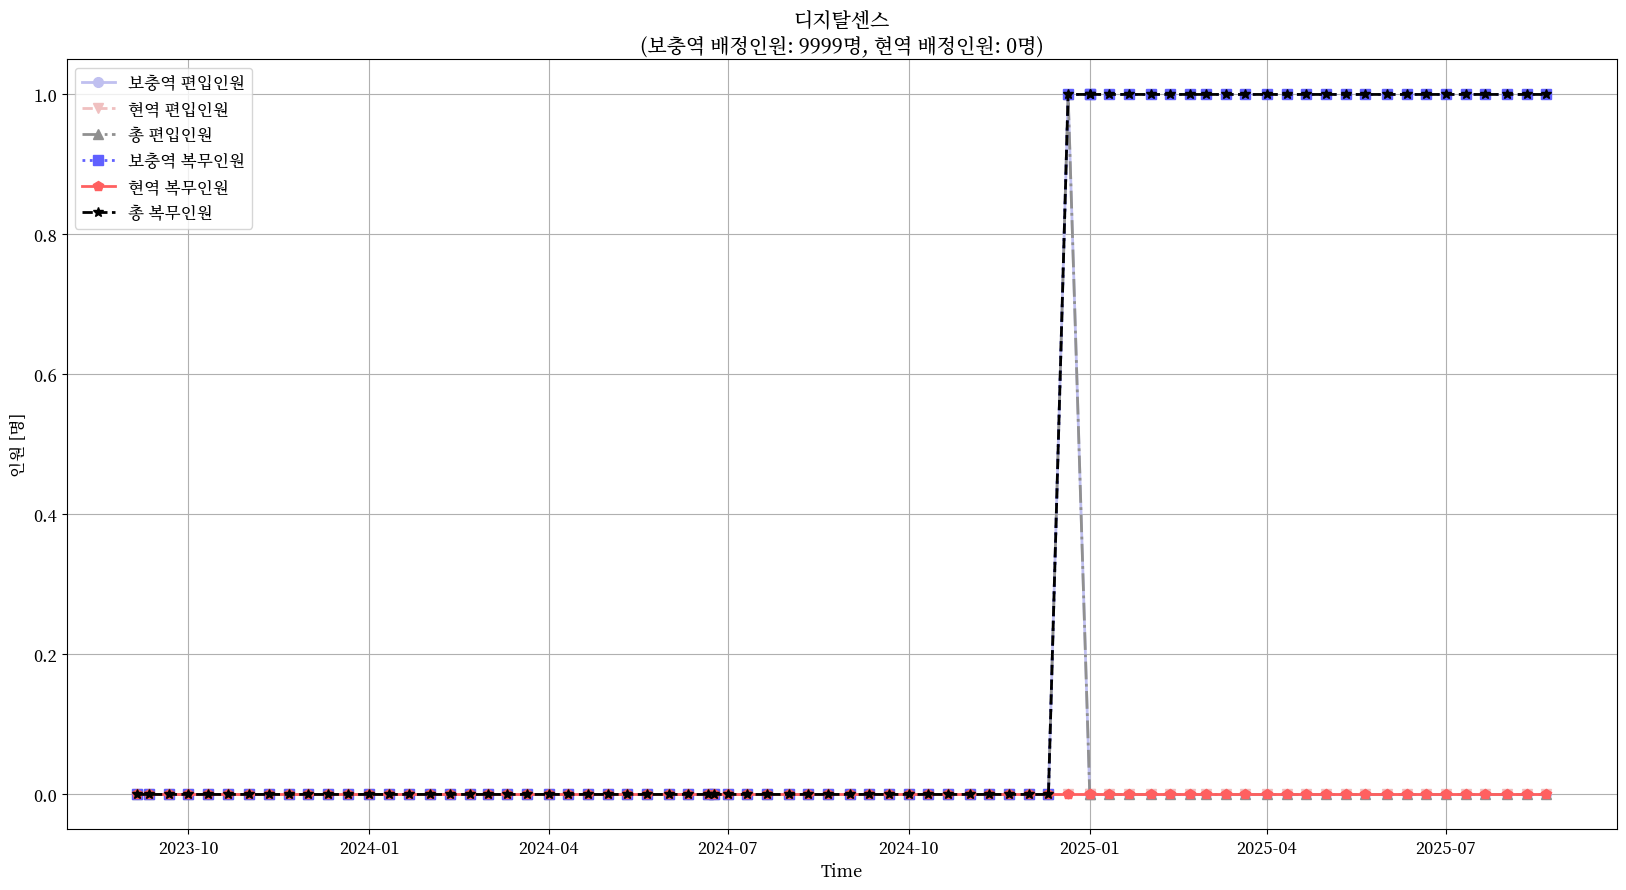 디지탈센스
(보충역 배정인원: 9999명, 현역 배정인원: 0명)
보충역 편입인원
현역 편입인원
총 편입인원
보충역 복무인원
현역 복무인원
총 복무인원
1.0
0.8
0.6
0.4
0.2
0.0
인원 [명]
2023-10
2024-01
2024-04
2024-07
2024-10
2025-01
2025-04
2025-07
Time